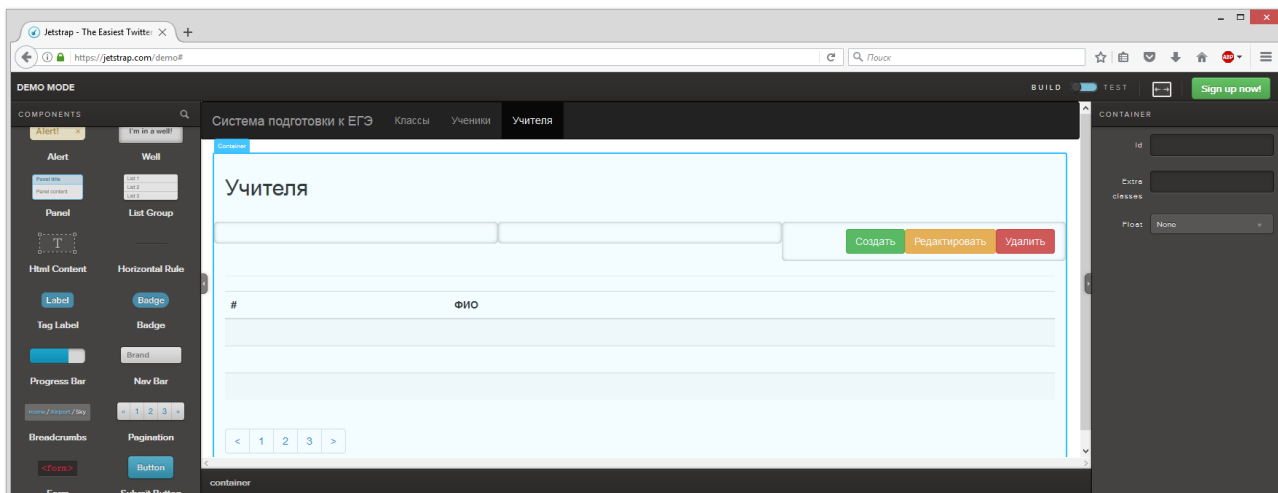 Jetstrap - The Easiest Twitter
https://jetstrap.com/demo#
Поиск
ABP
DEMO MODE
BUILD TEST
Sign up now!
COMPONENTS
Alert! ×
I'm in a well!
Alert
Well
Panel title
Panel content
List 1
List 2
List 3
Panel
List Group
T
Html Content
Horizontal Rule
Label
Badge
Tag Label
Badge
Brand
Progress Bar
Nav Bar
Home / Airport / Sky
« 1 2 3 »
Breadcrumbs
Pagination
<form>
Button
Form
Submit Button
Система подготовки к ЕГЭ Классы Ученики Учителя
Container
Учителя
Создать Редактировать Удалить
# ФИО
< 1 2 3 >
container
CONTAINER
Id
Extra
classes
Float None